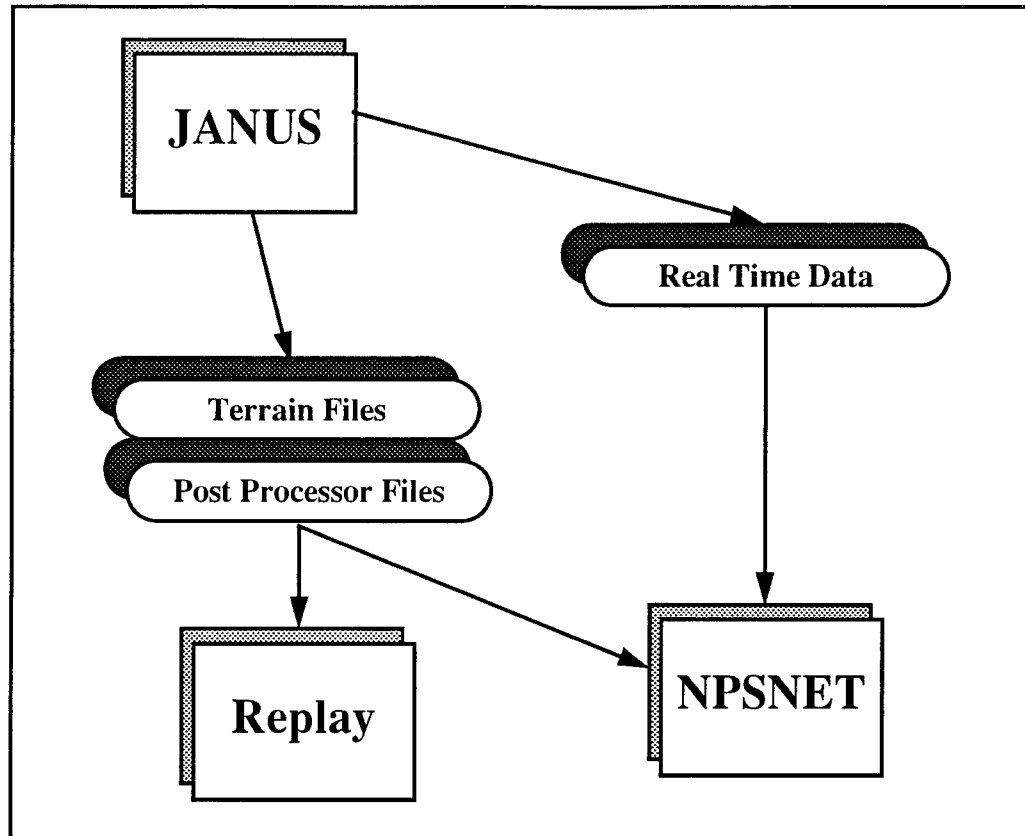 JANUS
Real Time Data
Terrain Files
Post Processor Files
Replay
NPSNET